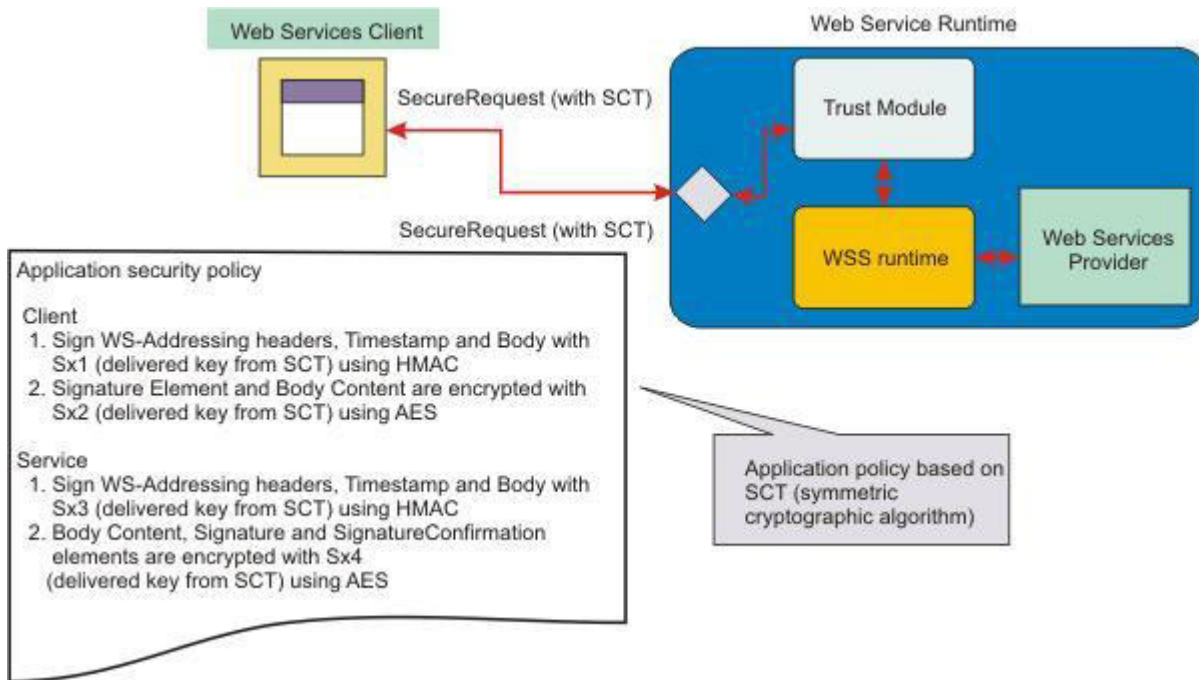 Web Services Client
Web Service Runtime
SecureRequest (with SCT)
Trust Module
SecureRequest (with SCT)
WSS runtime
Web Services
Provider
Application security policy
Client
1. Sign WS-Addressing headers, Timestamp and Body with
Sx1 (delivered key from SCT) using HMAC
2. Signature Element and Body Content are encrypted with
Sx2 (delivered key from SCT) using AES
Service
1. Sign WS-Addressing headers, Timestamp and Body with
Sx3 (delivered key from SCT) using HMAC
2. Body Content, Signature and SignatureConfirmation
elements are encrypted with Sx4
(delivered key from SCT) using AES
Application policy based on
SCT (symmetric
cryptographic algorithm)